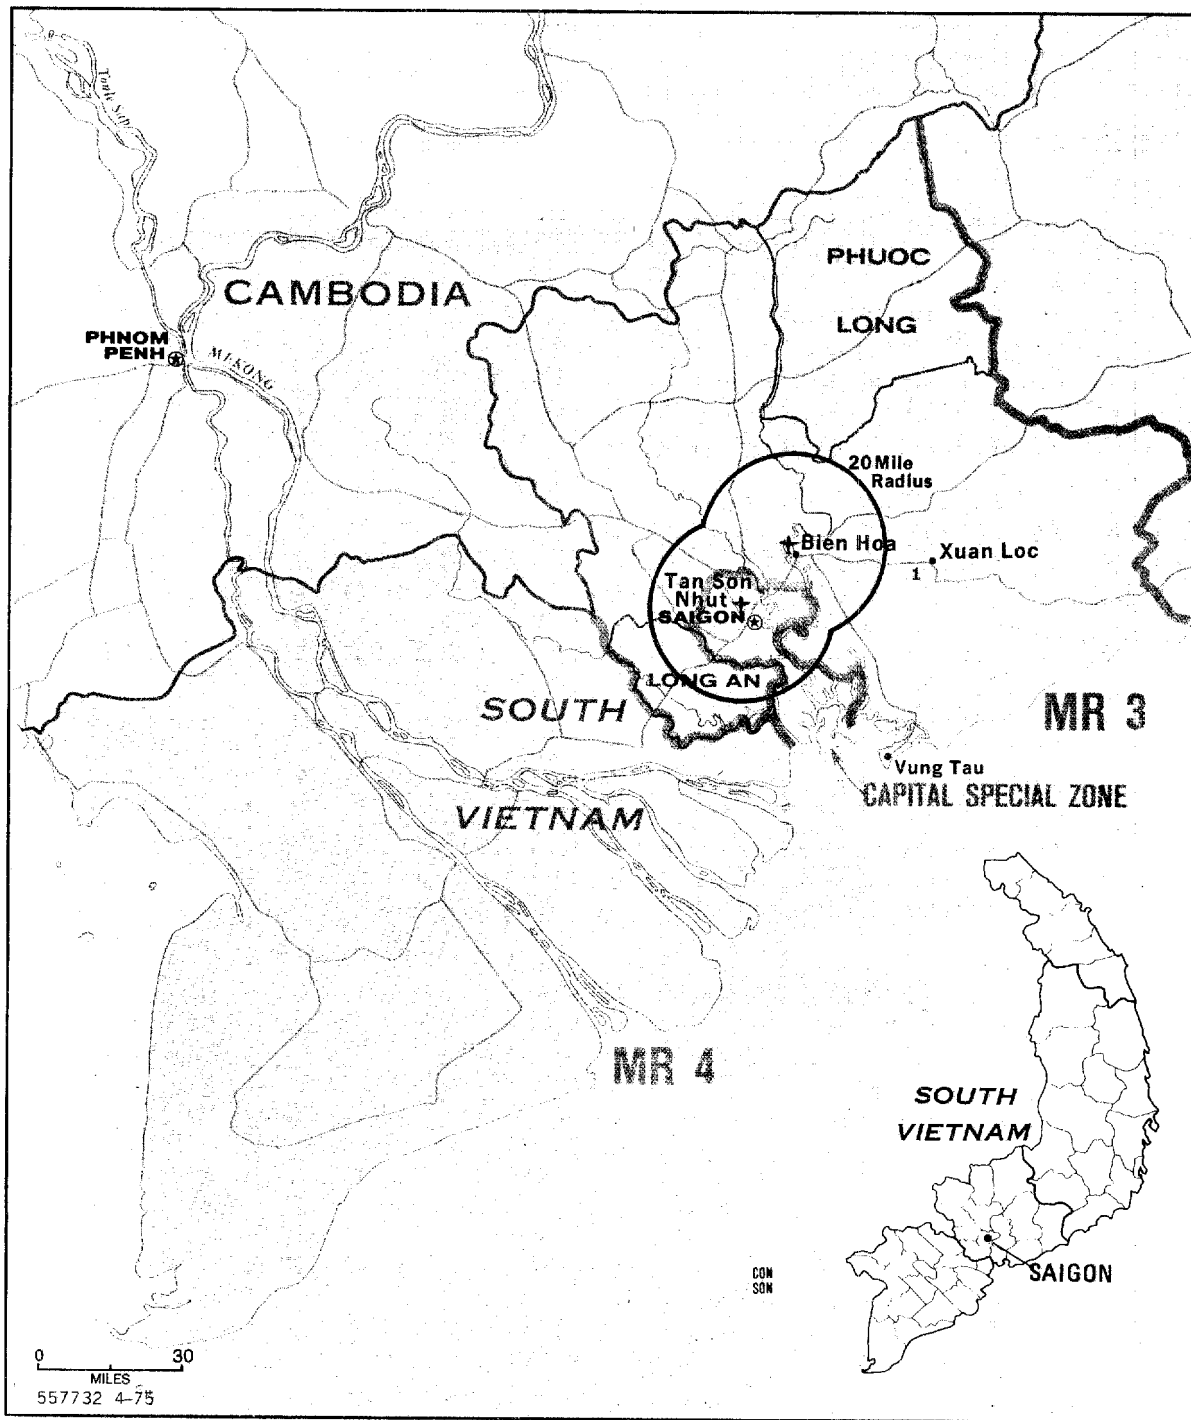 Tonle Sap
PHUOC
LONG
CAMBODIA
PHNOM
PENH
MEKONG
20 Mile
Radius
Bien Hoa
Xuan Loc
1
Tan Son
Nhut
SAIGON
LONG AN
SOUTH
VIETNAM
MR 3
Vung Tau
CAPITAL SPECIAL ZONE
MR 4
SOUTH
VIETNAM
SAIGON
CON
SON
0 30
MILES
557732 4-75